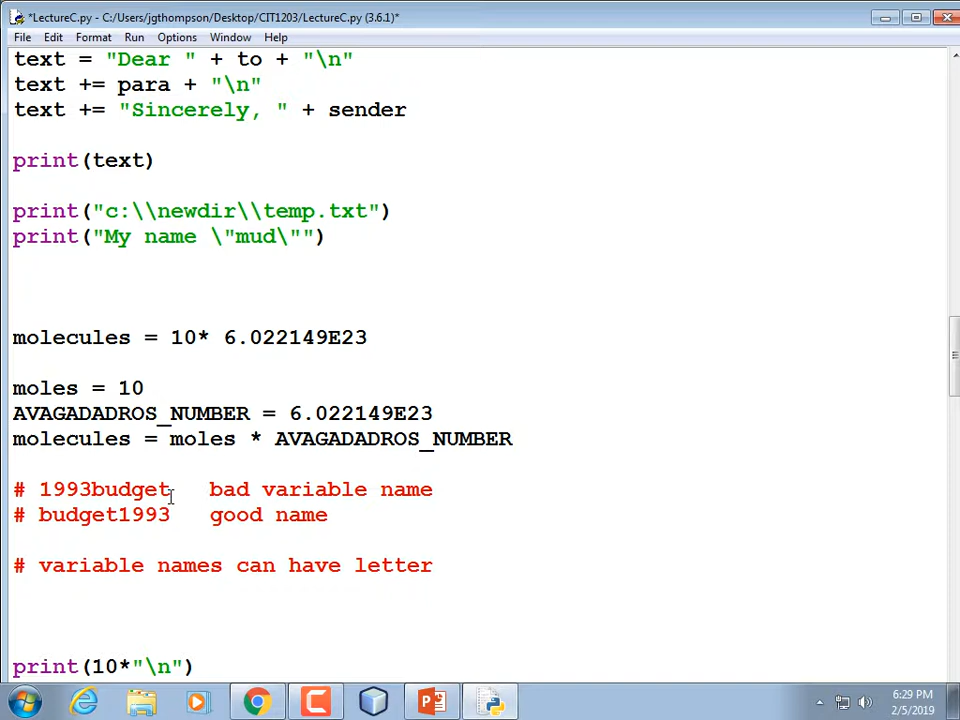 *LectureC.py - C:/Users/jgthompson/Desktop/CIT1203/LectureC.py (3.6.1)*
File Edit Format Run Options Window Help
text = "Dear " + to + "\n"
text += para + "\n"
text += "Sincerely, " + sender
print(text)
print("c:\\newdir\\temp.txt")
print("My name \"mud\"")
molecules = 10* 6.022149E23
moles = 10
AVAGADADROS_NUMBER = 6.022149E23
molecules = moles * AVAGADADROS_NUMBER
# 1993budget   bad variable name
# budget1993   good name
# variable names can have letter
print(10*"\n")
6:29 PM
2/5/2019